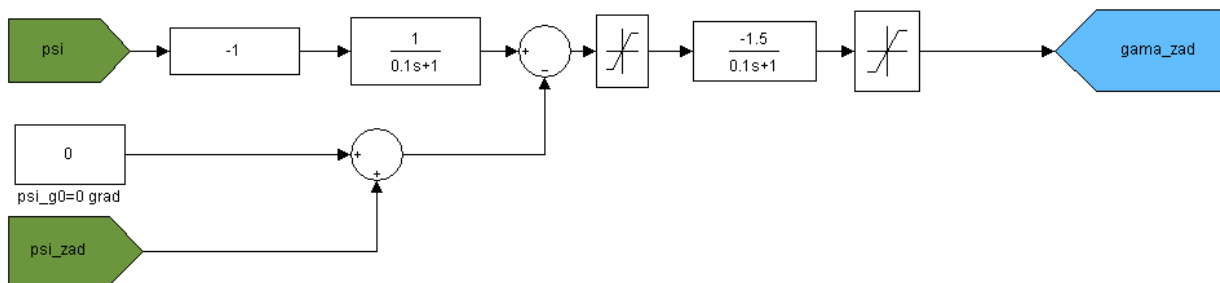 psi
-1
1
0.1s+1
+
−
-1.5
0.1s+1
gama_zad
0
+
+
psi_g0=0 grad
psi_zad